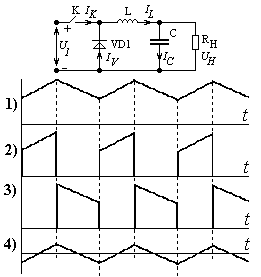 K I_K L I_L
+
U_I VD1 C R_H
I_V I_C U_H
-
1) t
2) t
3) t
4) t